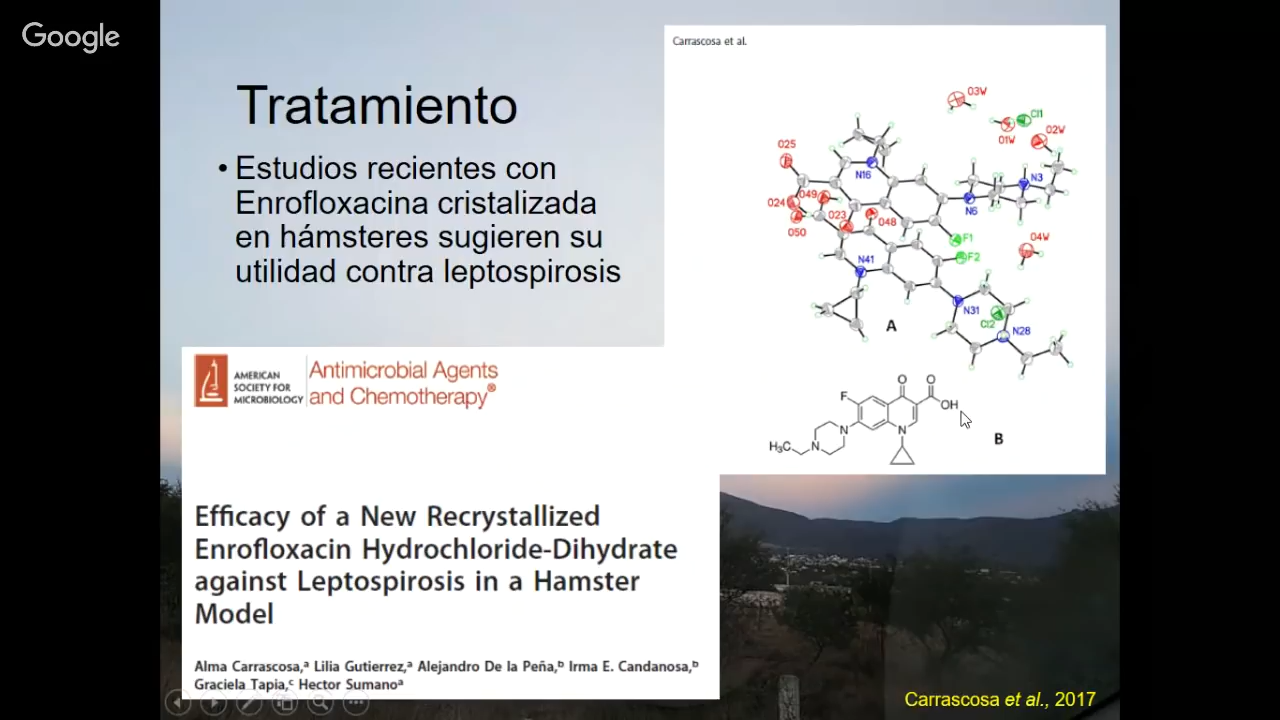 Google
Tratamiento
• Estudios recientes con
Enrofloxacina cristalizada
en hámsteres sugieren su
utilidad contra leptospirosis
Carrascosa et al.
O3W
Cl1
O1W
O2W
O25
N16
N3
O49
N6
O24
O50
O23
O48
F1
F2
O4W
N41
N31
Cl2
N28
A
O
O
F
OH
N
N
N
H₃C
B
AMERICAN
SOCIETY FOR
MICROBIOLOGY
Antimicrobial Agents
and Chemotherapy®
Efficacy of a New Recrystallized
Enrofloxacin Hydrochloride-Dihydrate
against Leptospirosis in a Hamster
Model
Alma Carrascosa,ᵃ Lilia Gutierrez,ᵃ Alejandro De la Peña,ᵇ Irma E. Candanosa,ᵇ
Graciela Tapia,ᶜ Hector Sumanoᵃ
Carrascosa et al., 2017